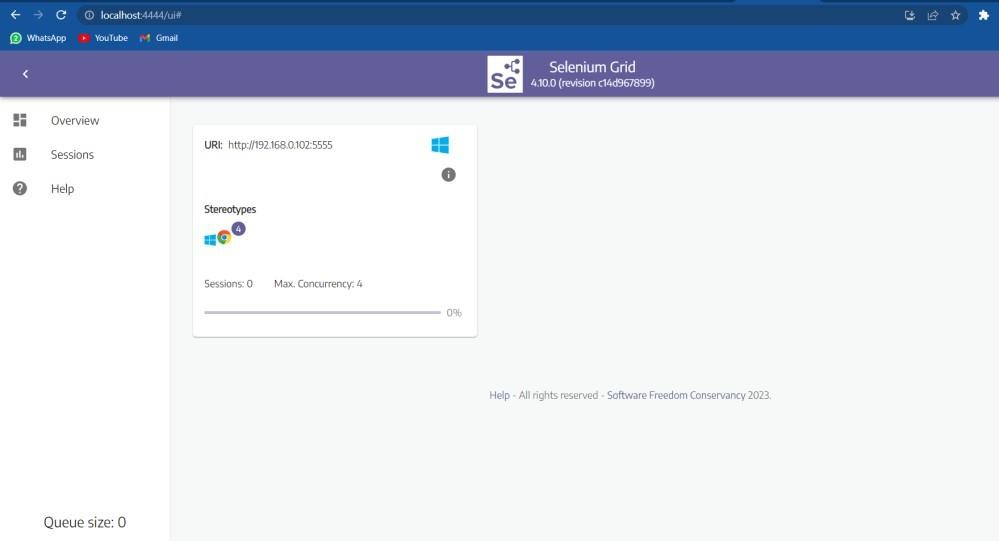 localhost:4444/ui#
2 WhatsApp YouTube Gmail
Se
Selenium Grid
4.10.0 (revision c14d967899)
Overview
Sessions
Help
URI: http://192.168.0.102:5555
i
Stereotypes
4
Sessions: 0 Max. Concurrency: 4
0%
Help - All rights reserved - Software Freedom Conservancy 2023.
Queue size: 0